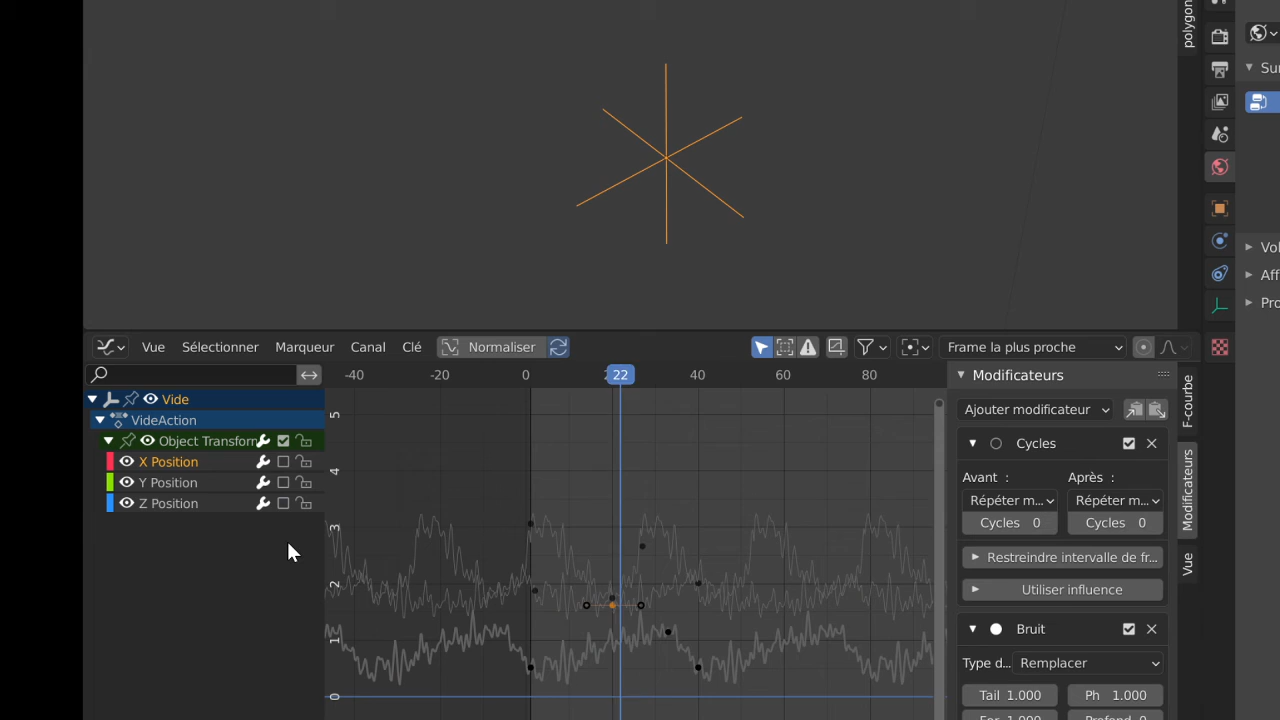 polygon
Sur
Vol
Aff
Pro
Vue Sélectionner Marqueur Canal Clé Normaliser Frame la plus proche
-40 -20 0 22 40 60 80
Modificateurs
Vide
VideAction
Object Transform
X Position
Y Position
Z Position
5
4
3
2
1
0
Ajouter modificateur
Cycles
Avant : Après :
Répéter m... Répéter m...
Cycles 0 Cycles 0
Restreindre intervalle de fr...
Utiliser influence
Bruit
Type d... Remplacer
Tail 1.000 Ph 1.000
F-courbe
Modificateurs
Vue